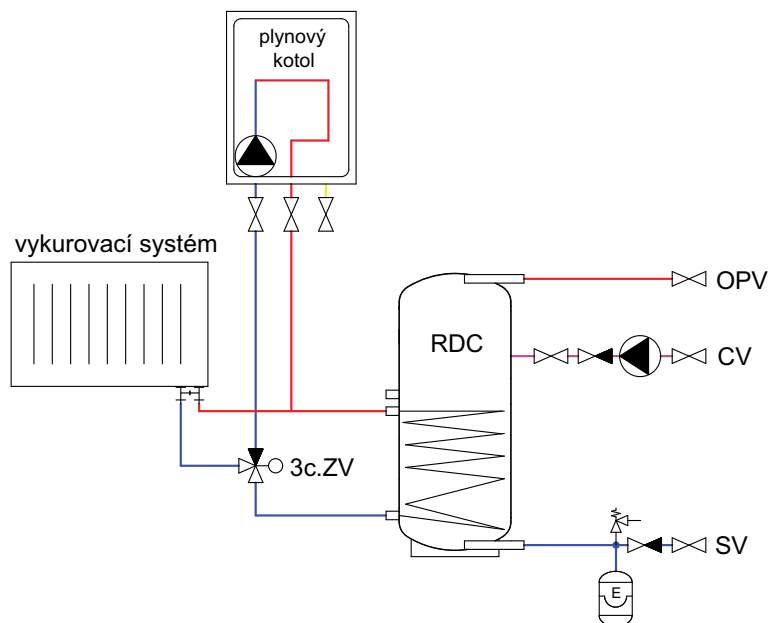 plynový
kotol
vykurovací systém
OPV
RDC
CV
3c.ZV
SV
E